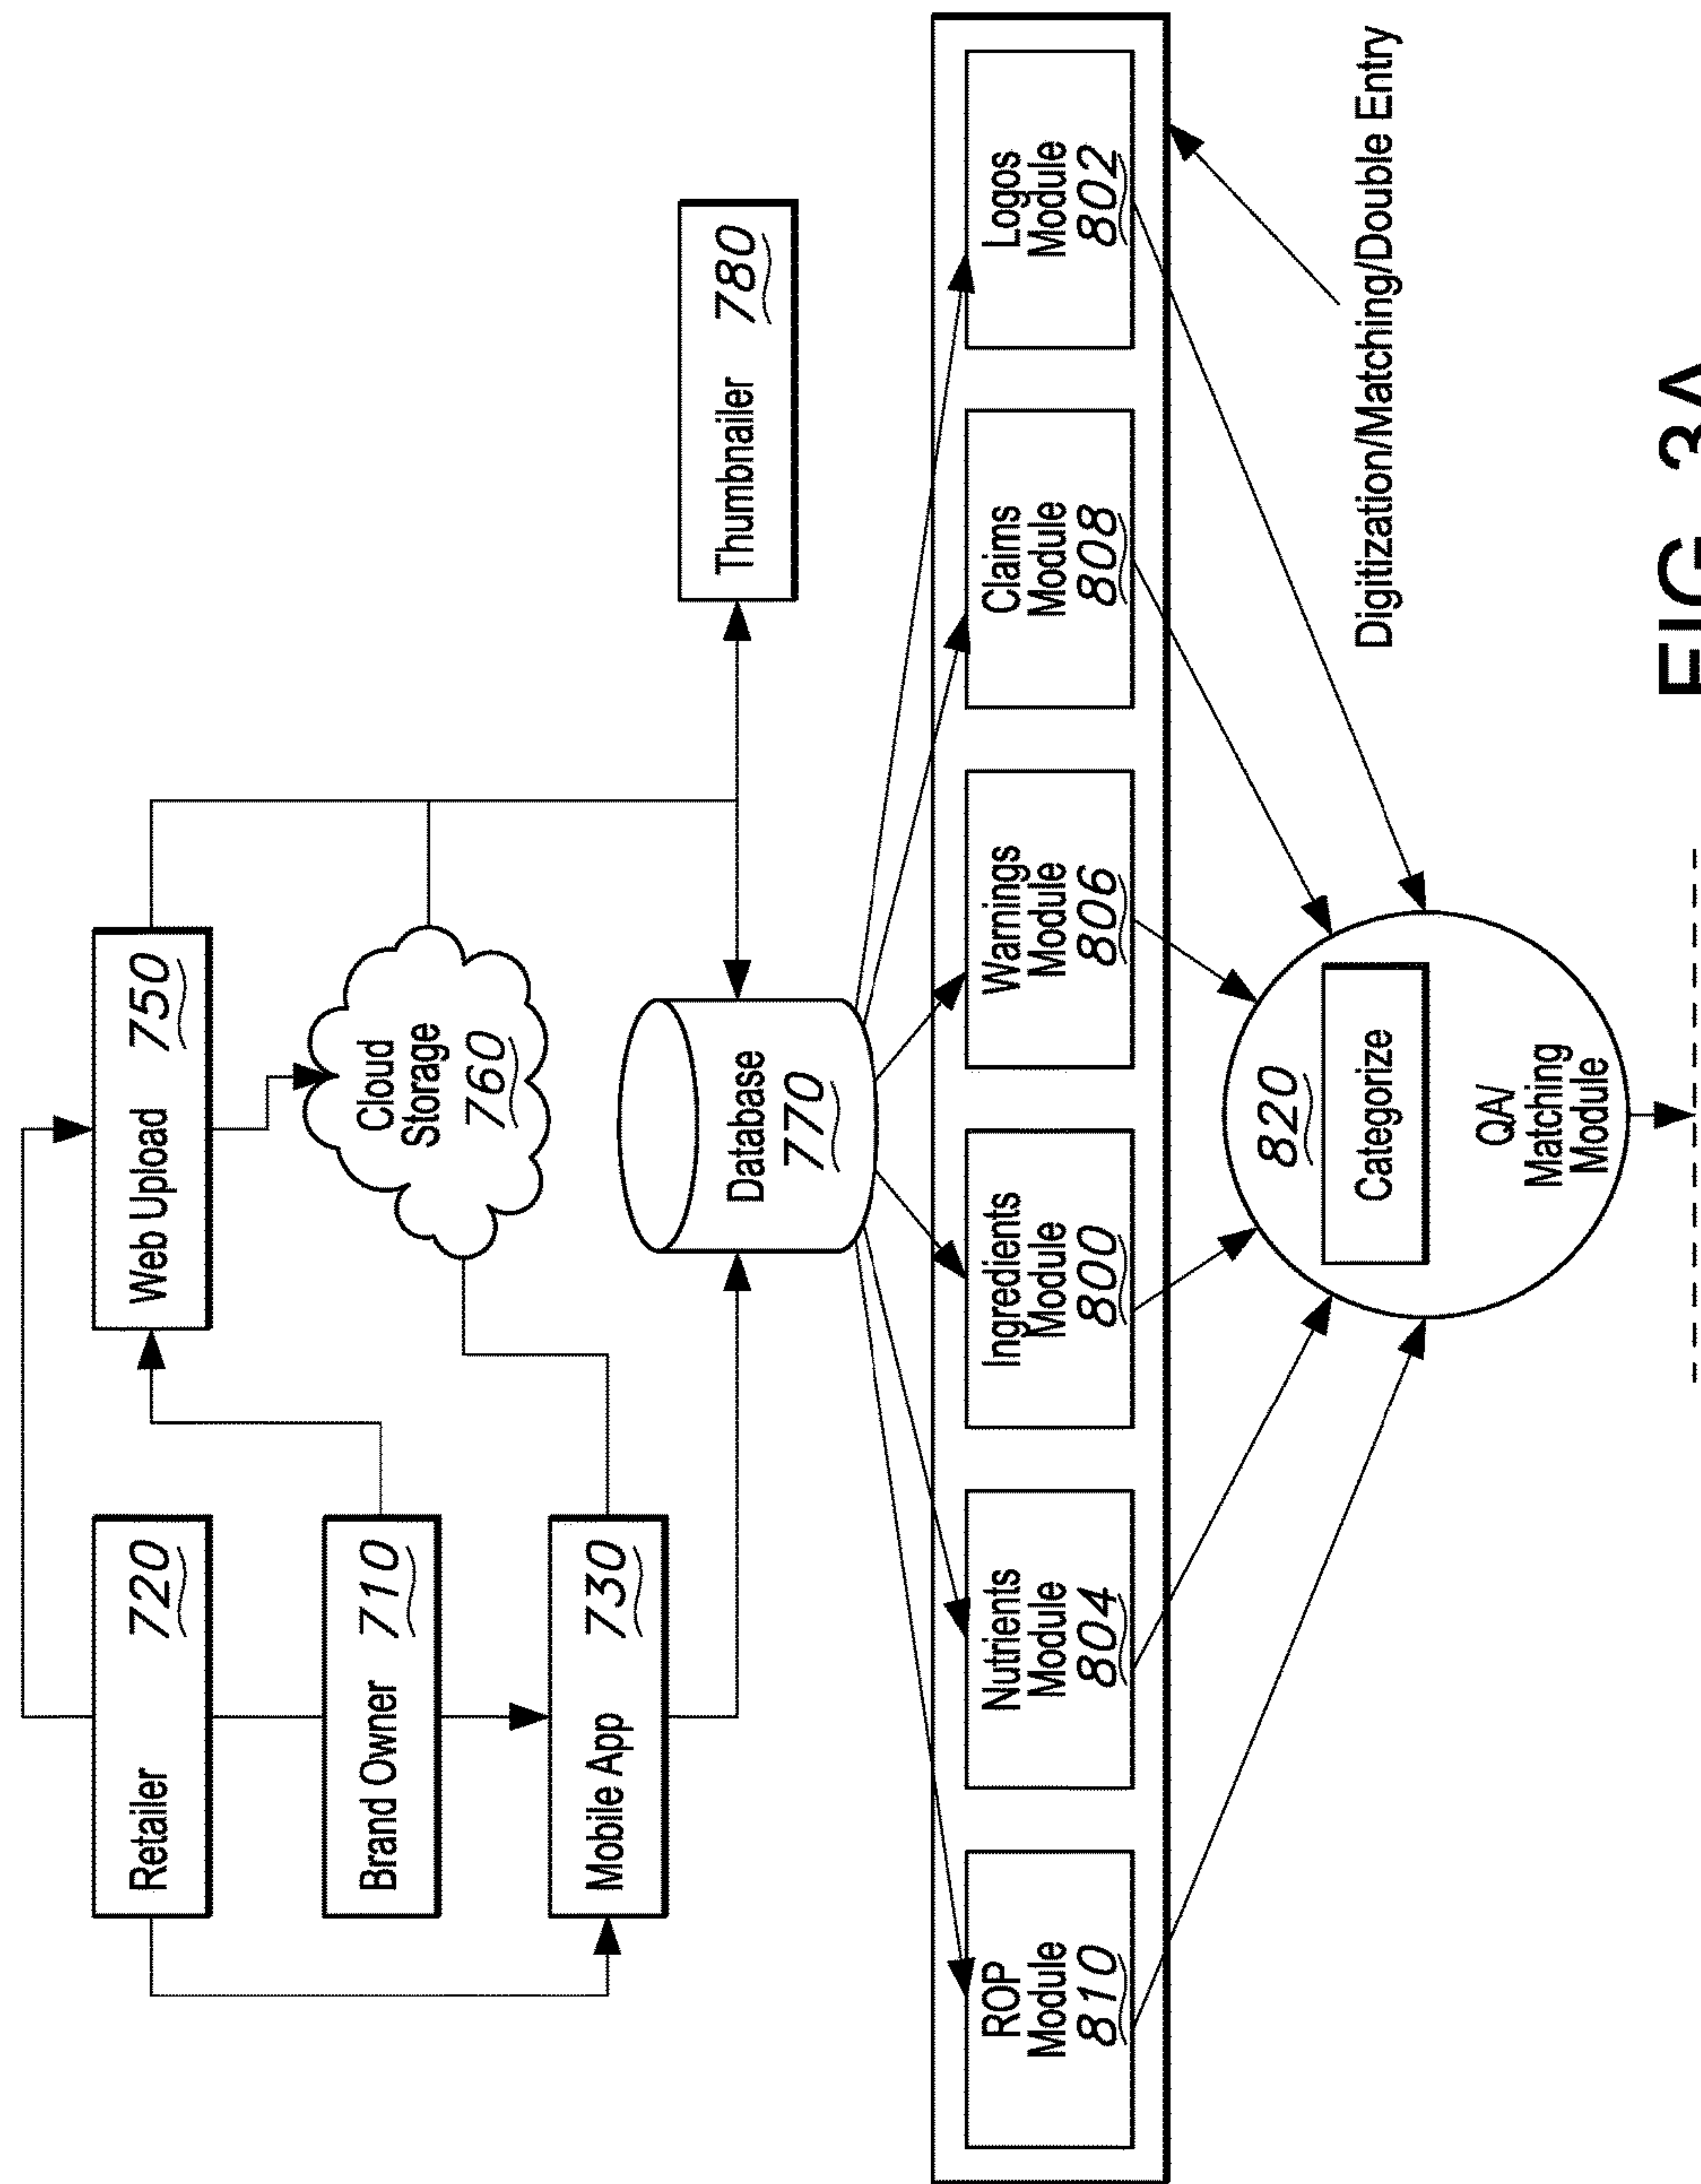 Retailer 720
Brand Owner 710
Mobile App 730
Web Upload 750
Cloud
Storage
760
Database
770
Thumbnailer 780
ROP
Module
810
Nutrients
Module
804
Ingredients
Module
800
Warnings
Module
806
Claims
Module
808
Logos
Module
802
Digitization/Matching/Double Entry
820
Categorize
QA/
Matching
Module
FIG. 3A